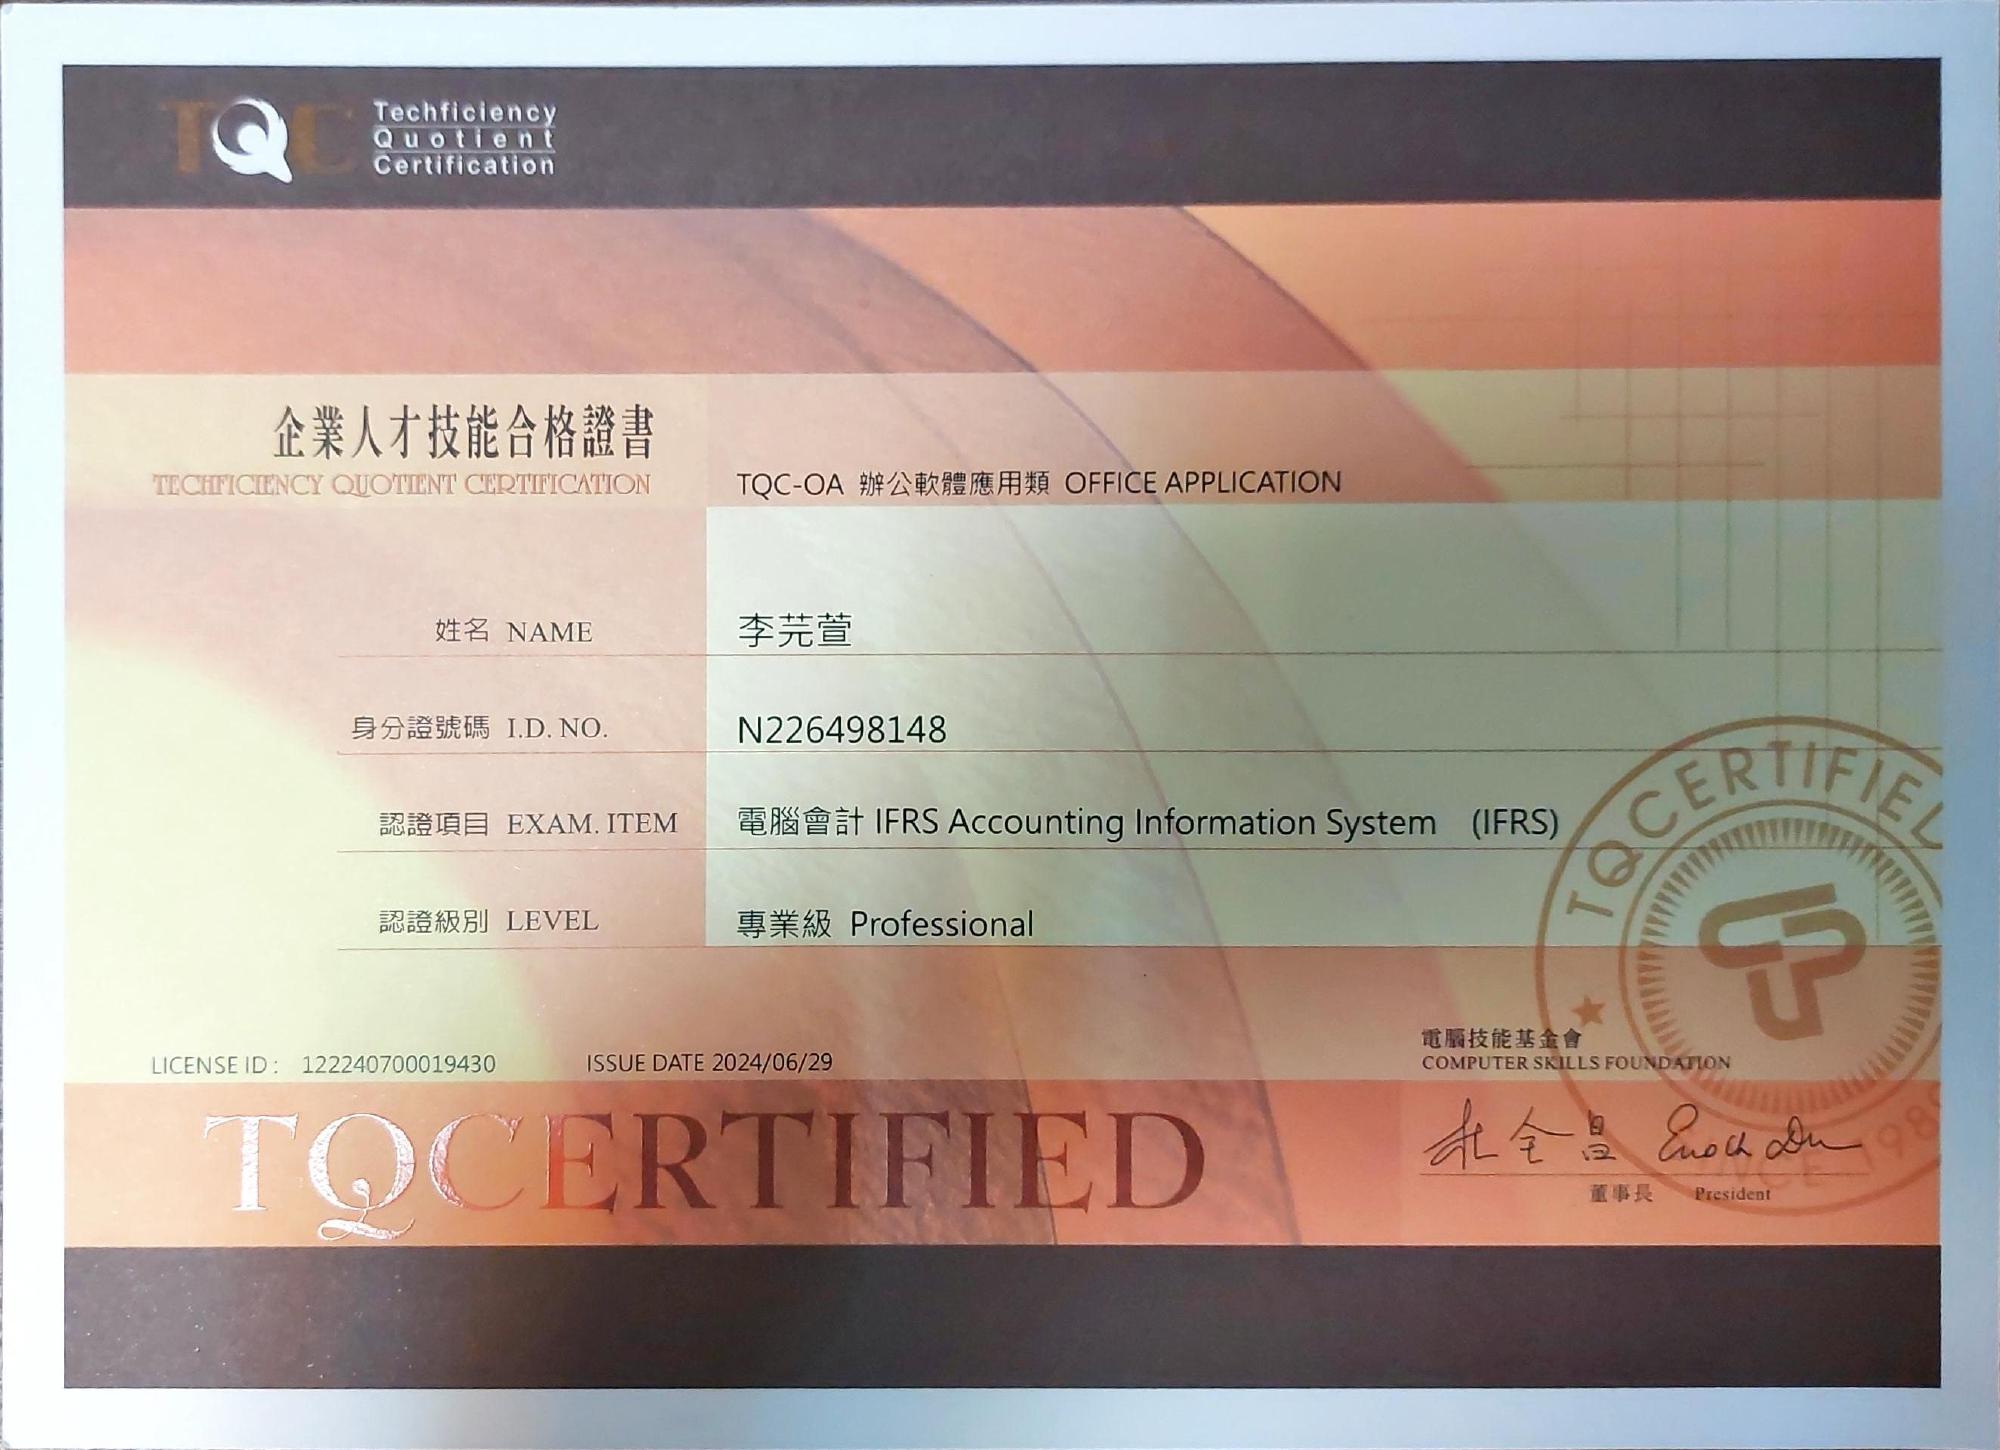 TQC Techficiency
Quotient
Certification
企業人才技能合格證書
TECHFICIENCY QUOTIENT CERTIFICATION
TQC-OA 辦公軟體應用類 OFFICE APPLICATION
姓名 NAME 李芫萱
身分證號碼 I.D. NO. N226498148
認證項目 EXAM. ITEM 電腦會計 IFRS Accounting Information System (IFRS)
認證級別 LEVEL 專業級 Professional
TQCERTIFIED
LICENSE ID : 122240700019430 ISSUE DATE 2024/06/29
電腦技能基金會
COMPUTER SKILLS FOUNDATION
TQCERTIFIED
杜全昌 Enoch Du
董事長 President